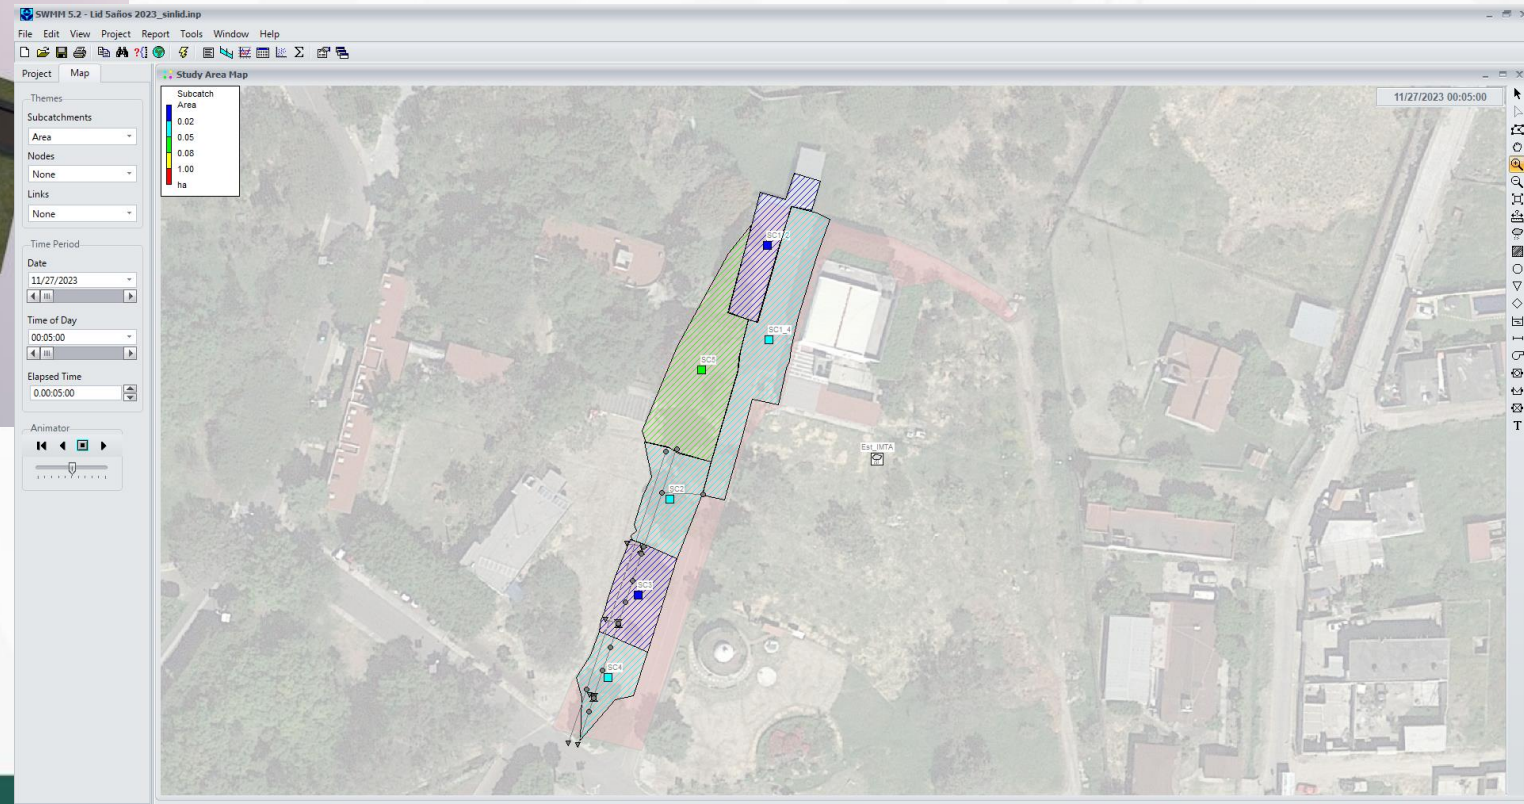 SWMM 5.2 - Lid 5años 2023_sinlid.inp
File Edit View Project Report Tools Window Help
Project Map
Study Area Map
Themes
Subcatchments
Area
Nodes
None
Links
None
Time Period
Date
11/27/2023
Time of Day
00:05:00
Elapsed Time
0.00:05:00
Animator
Subcatch
Area
0.02
0.05
0.08
1.00
ha
11/27/2023 00:05:00
SC1_2
SC1_4
SC5
Est_IMTA
SC2
SC3
SC4
T